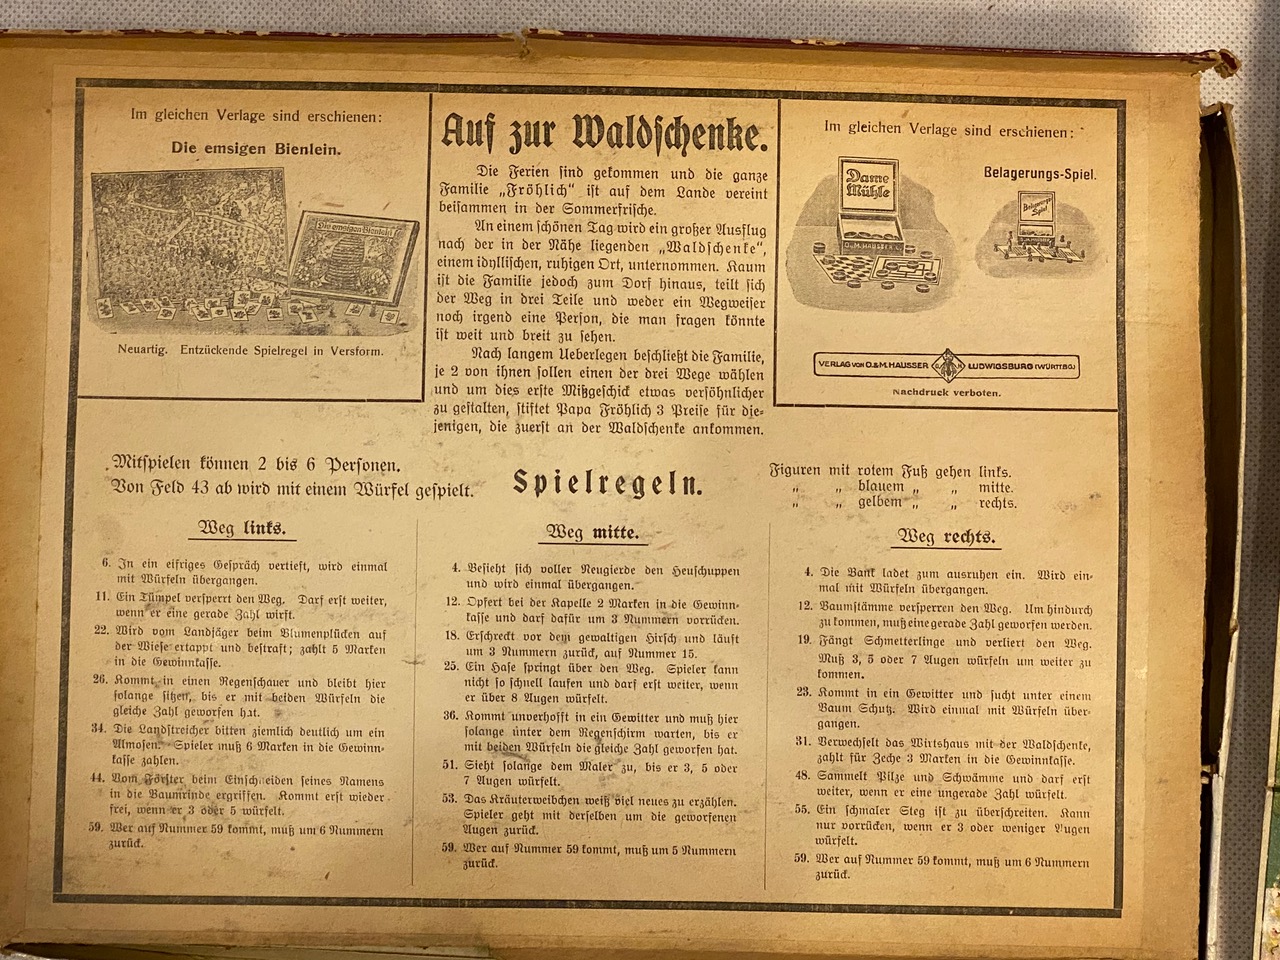 Im gleichen Verlage sind erschienen:
Die emsigen Bienlein.
Die emsigen Bienlein
Neuartig. Entzückende Spielregel in Versform.
Auf zur Waldschenke.
Die Ferien sind gekommen und die ganze
Familie „Fröhlich“ ist auf dem Lande vereint
beisammen in der Sommerfrische.
An einem schönen Tag wird ein großer Ausflug
nach der in der Nähe liegenden „Waldschenke“,
einem idyllischen, ruhigen Ort, unternommen. Kaum
ist die Familie jedoch zum Dorf hinaus, teilt sich
der Weg in drei Teile und weder ein Wegweiser
noch irgend eine Person, die man fragen könnte
ist weit und breit zu sehen.
Nach langem Ueberlegen beschließt die Familie,
je 2 von ihnen sollen einen der drei Wege wählen
und um dies erste Mißgeschick etwas versöhnlicher
zu gestalten, stiftet Papa Fröhlich 3 Preise für die-
jenigen, die zuerst an der Waldschenke ankommen.
Im gleichen Verlage sind erschienen:
Dame
Mühle
O.&M. HAUSSER
Belagerungs-Spiel.
Belagerungs
Spiel
VERLAG VON O.&M. HAUSSER LUDWIGSBURG (WÜRTTBG)
Nachdruck verboten.
Mitspielen können 2 bis 6 Personen.
Von Feld 43 ab wird mit einem Würfel gespielt.
Spielregeln.
Figuren mit rotem Fuß gehen links.
„ „ blauem „ „ mitte.
„ „ gelbem „ „ rechts.
Weg links.
6. In ein eifriges Gespräch vertieft, wird einmal
mit Würfeln übergangen.
11. Ein Tümpel versperrt den Weg. Darf erst weiter,
wenn er eine gerade Zahl wirft.
22. Wird vom Landjäger beim Blumenpflücken auf
der Wiese ertappt und bestraft; zahlt 5 Marken
in die Gewinnkasse.
26. Kommt in einen Regenschauer und bleibt hier
solange sitzen, bis er mit beiden Würfeln die
gleiche Zahl geworfen hat.
34. Die Landstreicher bitten ziemlich deutlich um ein
Almosen. Spieler muß 6 Marken in die Gewinn-
kasse zahlen.
44. Vom Förster beim Einschneiden seines Namens
in die Baumrinde ergriffen. Kommt erst wieder
frei, wenn er 3 oder 5 würfelt.
59. Wer auf Nummer 59 kommt, muß um 6 Nummern
zurück.
Weg mitte.
4. Besieht sich voller Neugierde den Heuschuppen
und wird einmal übergangen.
12. Opfert bei der Kapelle 2 Marken in die Gewinn-
kasse und darf dafür um 3 Nummern vorrücken.
18. Erschreckt vor dem gewaltigen Hirsch und läuft
um 3 Nummern zurück, auf Nummer 15.
25. Ein Hase springt über den Weg. Spieler kann
nicht so schnell laufen und darf erst weiter, wenn
er über 8 Augen würfelt.
36. Kommt unverhofft in ein Gewitter und muß hier
solange unter dem Regenschirm warten, bis er
mit beiden Würfeln die gleiche Zahl geworfen hat.
51. Sieht solange dem Maler zu, bis er 3, 5 oder
7 Augen würfelt.
53. Das Kräuterweibchen weiß viel neues zu erzählen.
Spieler geht mit derselben um die geworfenen
Augen zurück.
59. Wer auf Nummer 59 kommt, muß um 5 Nummern
zurück.
Weg rechts.
4. Die Bank ladet zum ausruhen ein. Wird ein-
mal mit Würfeln übergangen.
12. Baumstämme versperren den Weg. Um hindurch
zu kommen, muß eine gerade Zahl geworfen werden.
19. Fängt Schmetterlinge und verliert den Weg.
Muß 3, 5 oder 7 Augen würfeln um weiter zu
kommen.
23. Kommt in ein Gewitter und sucht unter einem
Baum Schutz. Wird einmal mit Würfeln über-
gangen.
31. Verwechselt das Wirtshaus mit der Waldschenke,
zahlt für Zeche 3 Marken in die Gewinnkasse.
48. Sammelt Pilze und Schwämme und darf erst
weiter, wenn er eine ungerade Zahl würfelt.
55. Ein schmaler Steg ist zu überschreiten. Kann
nur vorrücken, wenn er 3 oder weniger Augen
würfelt.
59. Wer auf Nummer 59 kommt, muß um 6 Nummern
zurück.